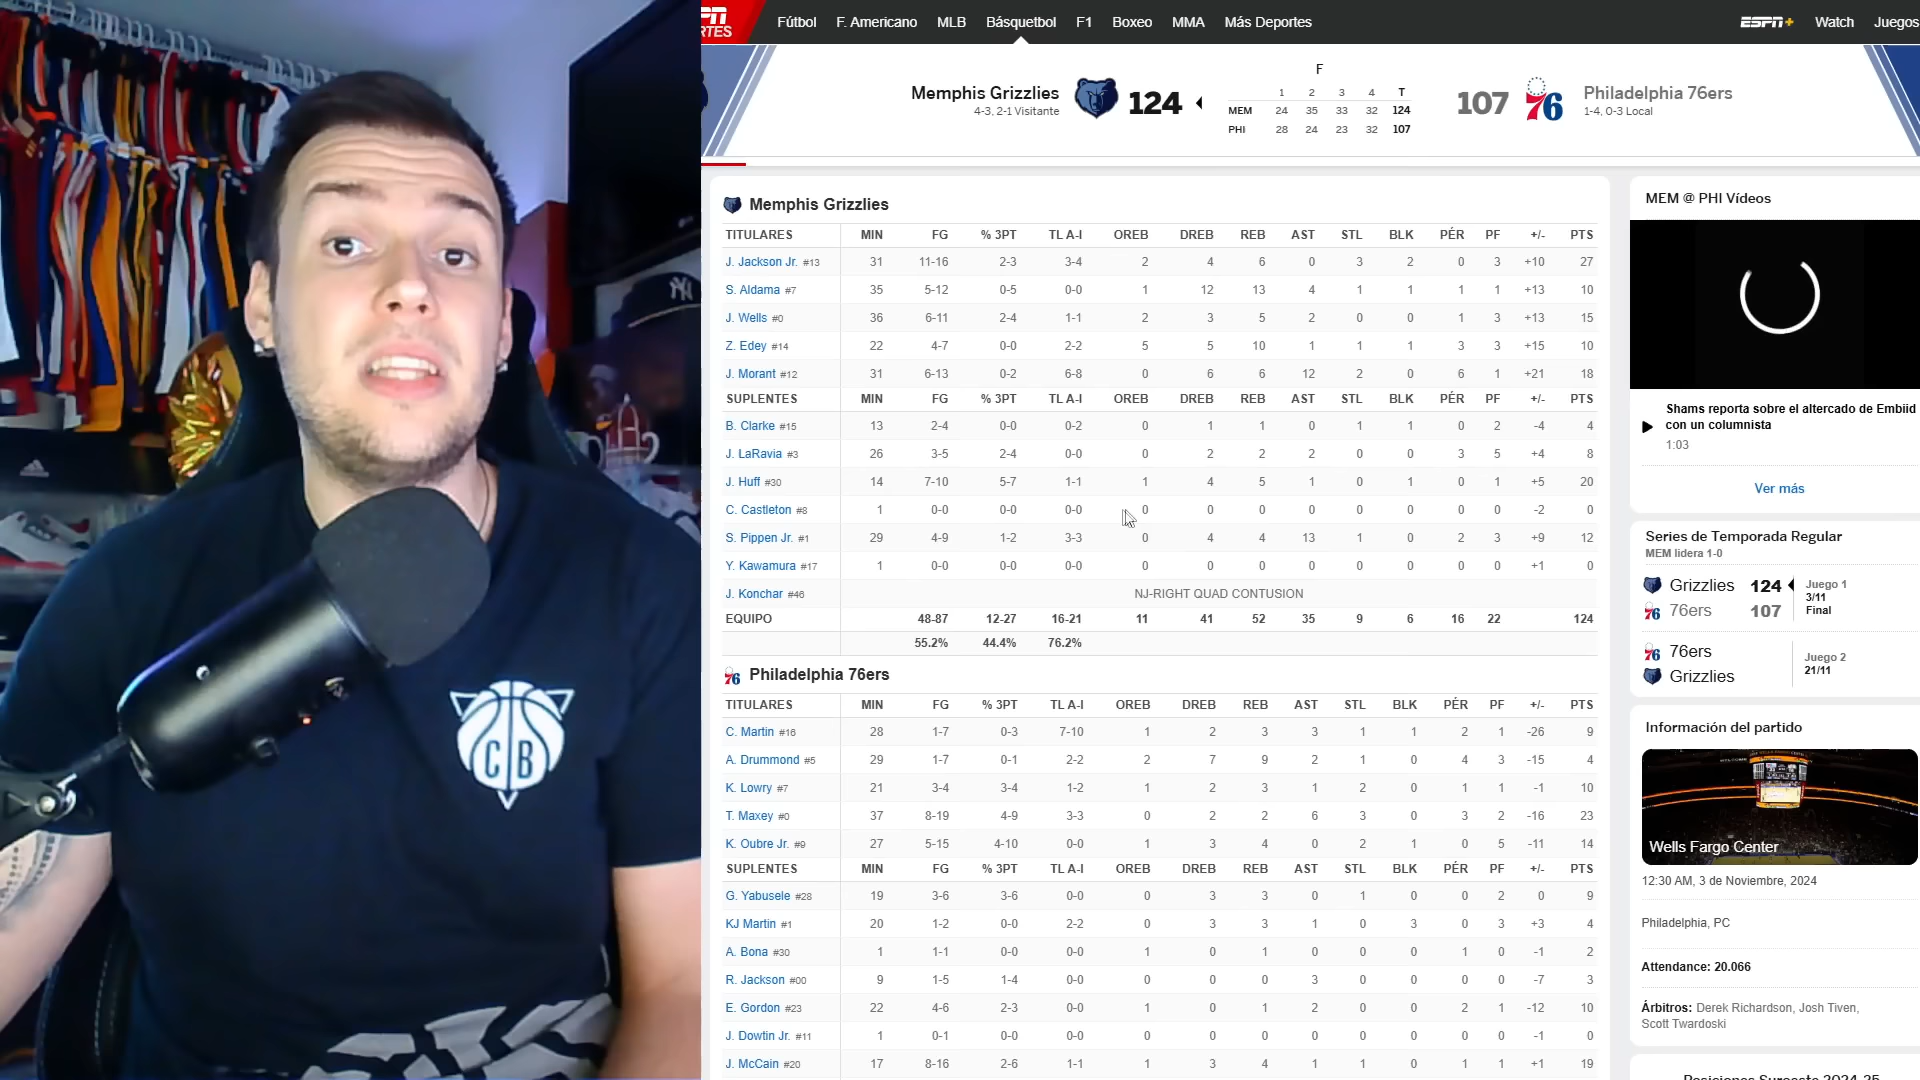 RTES
Fútbol F. Americano MLB Básquetbol F1 Boxeo MMA Más Deportes
ESPN+ Watch Juegos
Memphis Grizzlies
4-3, 2-1 Visitante
124
F
1 2 3 4 T
MEM 24 35 33 32 124
PHI 28 24 23 32 107
107
76
Philadelphia 76ers
1-4, 0-3 Local
Memphis Grizzlies
TITULARES MIN FG % 3PT TL A-I OREB DREB REB AST STL BLK PÉR PF +/- PTS
J. Jackson Jr. #13 31 11-16 2-3 3-4 2 4 6 0 3 2 0 3 +10 27
S. Aldama #7 35 5-12 0-5 0-0 1 12 13 4 1 1 1 1 +13 10
J. Wells #0 36 6-11 2-4 1-1 2 3 5 2 0 0 1 3 +13 15
Z. Edey #14 22 4-7 0-0 2-2 5 5 10 1 1 1 3 3 +15 10
J. Morant #12 31 6-13 0-2 6-8 0 6 6 12 2 0 6 1 +21 18
SUPLENTES MIN FG % 3PT TL A-I OREB DREB REB AST STL BLK PÉR PF +/- PTS
B. Clarke #15 13 2-4 0-0 0-2 0 1 1 0 1 1 0 2 -4 4
J. LaRavia #3 26 3-5 2-4 0-0 0 2 2 2 0 0 3 5 +4 8
J. Huff #30 14 7-10 5-7 1-1 1 4 5 1 0 1 0 1 +5 20
C. Castleton #8 1 0-0 0-0 0-0 0 0 0 0 0 0 0 0 -2 0
S. Pippen Jr. #1 29 4-9 1-2 3-3 0 4 4 13 1 0 2 3 +9 12
Y. Kawamura #17 1 0-0 0-0 0-0 0 0 0 0 0 0 0 0 +1 0
J. Konchar #46 NJ-RIGHT QUAD CONTUSION
EQUIPO 48-87 12-27 16-21 11 41 52 35 9 6 16 22 124
55.2% 44.4% 76.2%
76 Philadelphia 76ers
TITULARES MIN FG % 3PT TL A-I OREB DREB REB AST STL BLK PÉR PF +/- PTS
C. Martin #16 28 1-7 0-3 7-10 1 2 3 3 1 1 2 1 -26 9
A. Drummond #5 29 1-7 0-1 2-2 2 7 9 2 1 0 4 3 -15 4
K. Lowry #7 21 3-4 3-4 1-2 1 2 3 1 2 0 1 1 -1 10
T. Maxey #0 37 8-19 4-9 3-3 0 2 2 6 3 0 3 2 -16 23
K. Oubre Jr. #9 27 5-15 4-10 0-0 1 3 4 0 2 1 0 5 -11 14
SUPLENTES MIN FG % 3PT TL A-I OREB DREB REB AST STL BLK PÉR PF +/- PTS
G. Yabusele #28 19 3-6 3-6 0-0 0 3 3 0 1 0 0 2 0 9
KJ Martin #1 20 1-2 0-0 2-2 0 3 3 1 0 3 0 3 +3 4
A. Bona #30 1 1-1 0-0 0-0 1 0 1 0 0 0 1 0 -1 2
R. Jackson #00 9 1-5 1-4 0-0 0 0 0 3 0 0 0 0 -7 3
E. Gordon #23 22 4-6 2-3 0-0 1 0 1 2 0 0 2 1 -12 10
J. Dowtin Jr. #11 1 0-1 0-0 0-0 0 0 0 0 0 0 0 0 -1 0
J. McCain #20 17 8-16 2-6 1-1 1 3 4 1 1 0 1 1 +1 19
MEM @ PHI Vídeos
Shams reporta sobre el altercado de Embiid
con un columnista
1:03
Ver más
Series de Temporada Regular
MEM lidera 1-0
Grizzlies 124
76 76ers 107
Juego 1
3/11
Final
76 76ers
Grizzlies
Juego 2
21/11
Información del partido
Wells Fargo Center
12:30 AM, 3 de Noviembre, 2024
Philadelphia, PC
Attendance: 20.066
Árbitros: Derek Richardson, Josh Tiven,
Scott Twardoski
Posiciones Suroeste 2024-25
NY
CB